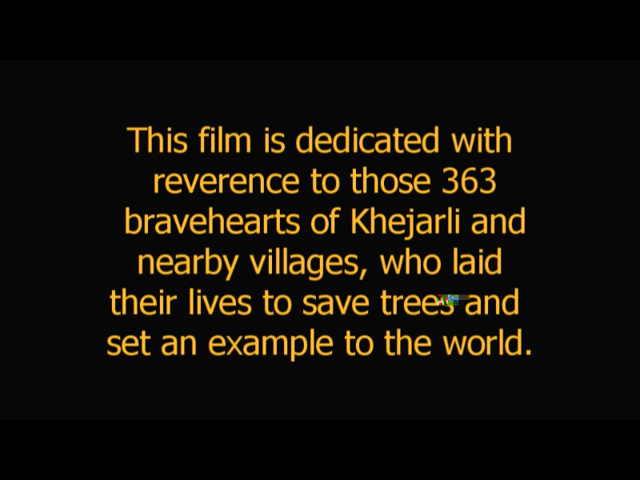 This film is dedicated with
reverence to those 363
bravehearts of Khejarli and
nearby villages, who laid
their lives to save trees and
set an example to the world.